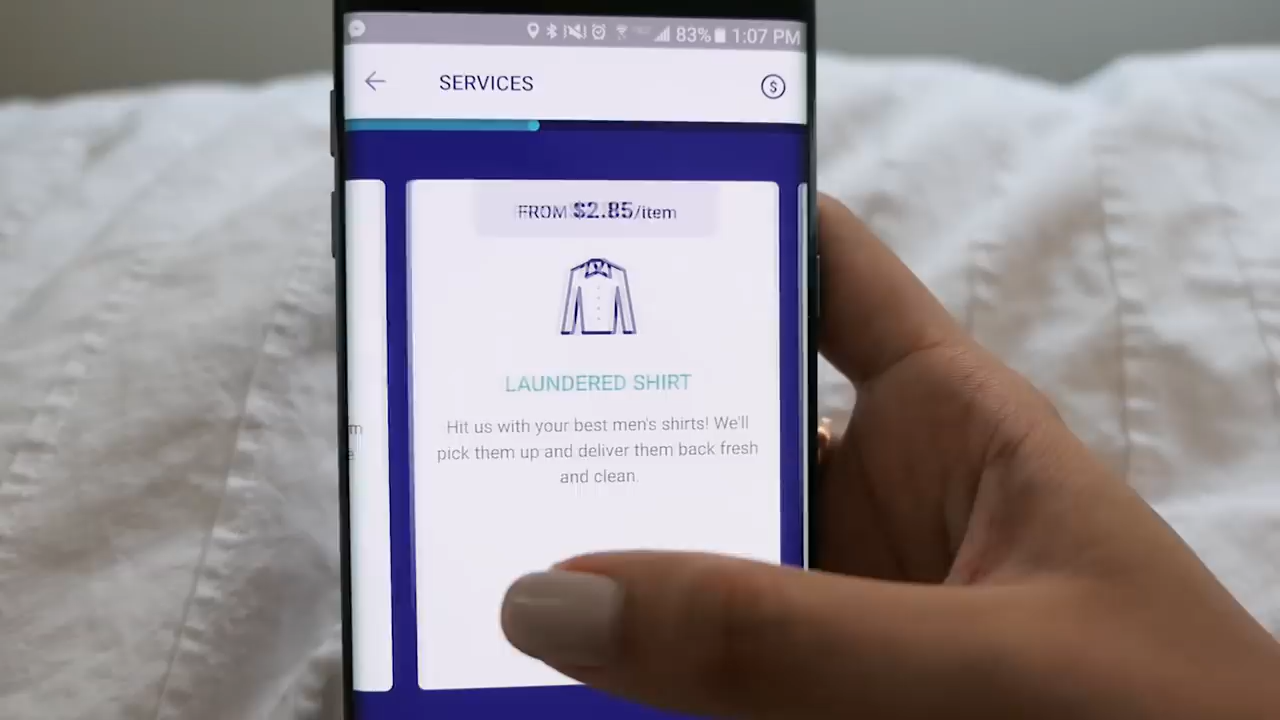 83% 1:07 PM
SERVICES
$
FROM $2.85/item
LAUNDERED SHIRT
Hit us with your best men's shirts! We'll
pick them up and deliver them back fresh
and clean.
m
e